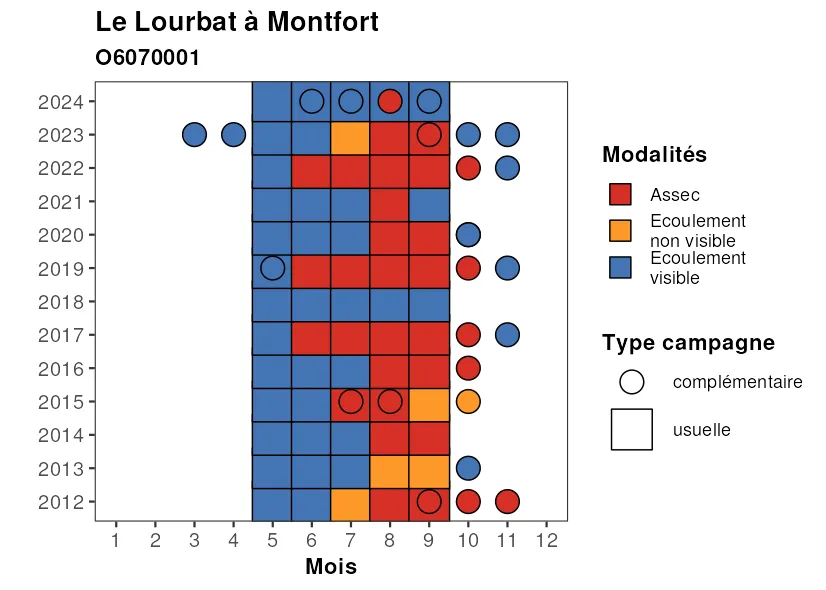 Le Lourbat à Montfort
O6070001
2024
2023
2022
2021
2020
2019
2018
2017
2016
2015
2014
2013
2012
1 2 3 4 5 6 7 8 9 10 11 12
Mois
Modalités
Assec
Ecoulement
non visible
Ecoulement
visible
Type campagne
complémentaire
usuelle